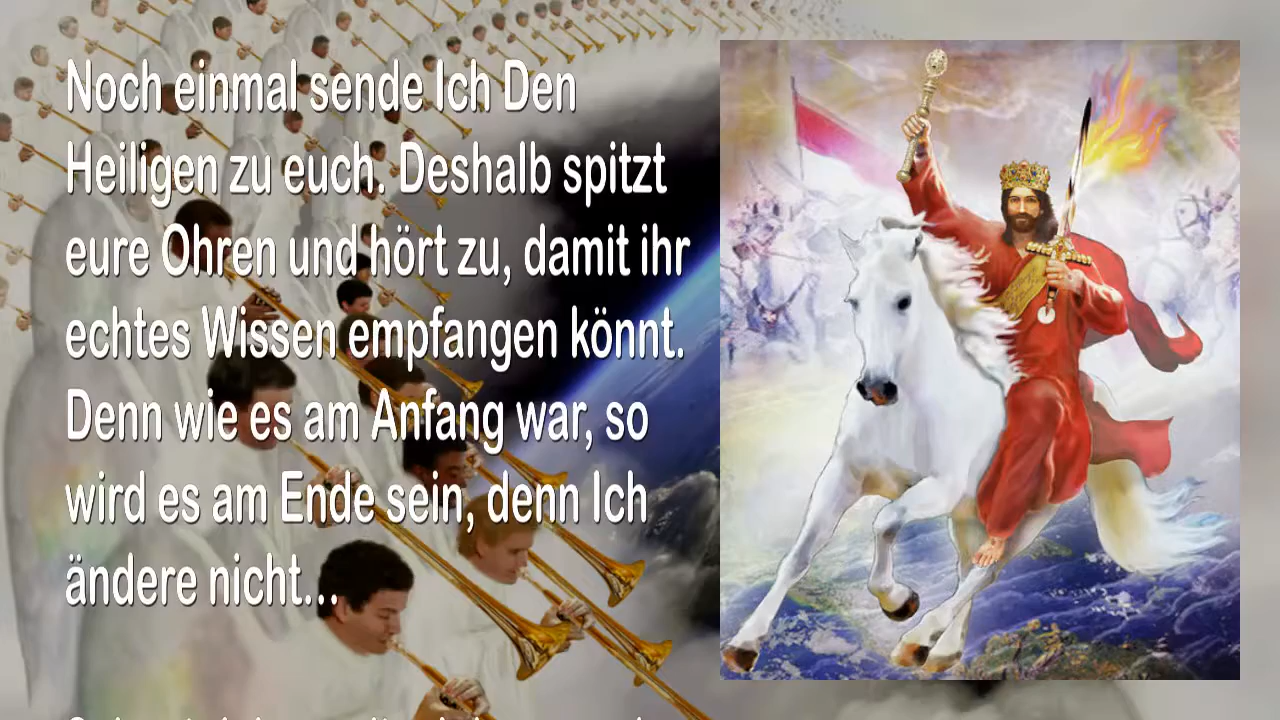 Noch einmal sende Ich Den
Heiligen zu euch. Deshalb spitzt
eure Ohren und hört zu, damit ihr
echtes Wissen empfangen könnt.
Denn wie es am Anfang war, so
wird es am Ende sein, denn Ich
ändere nicht...